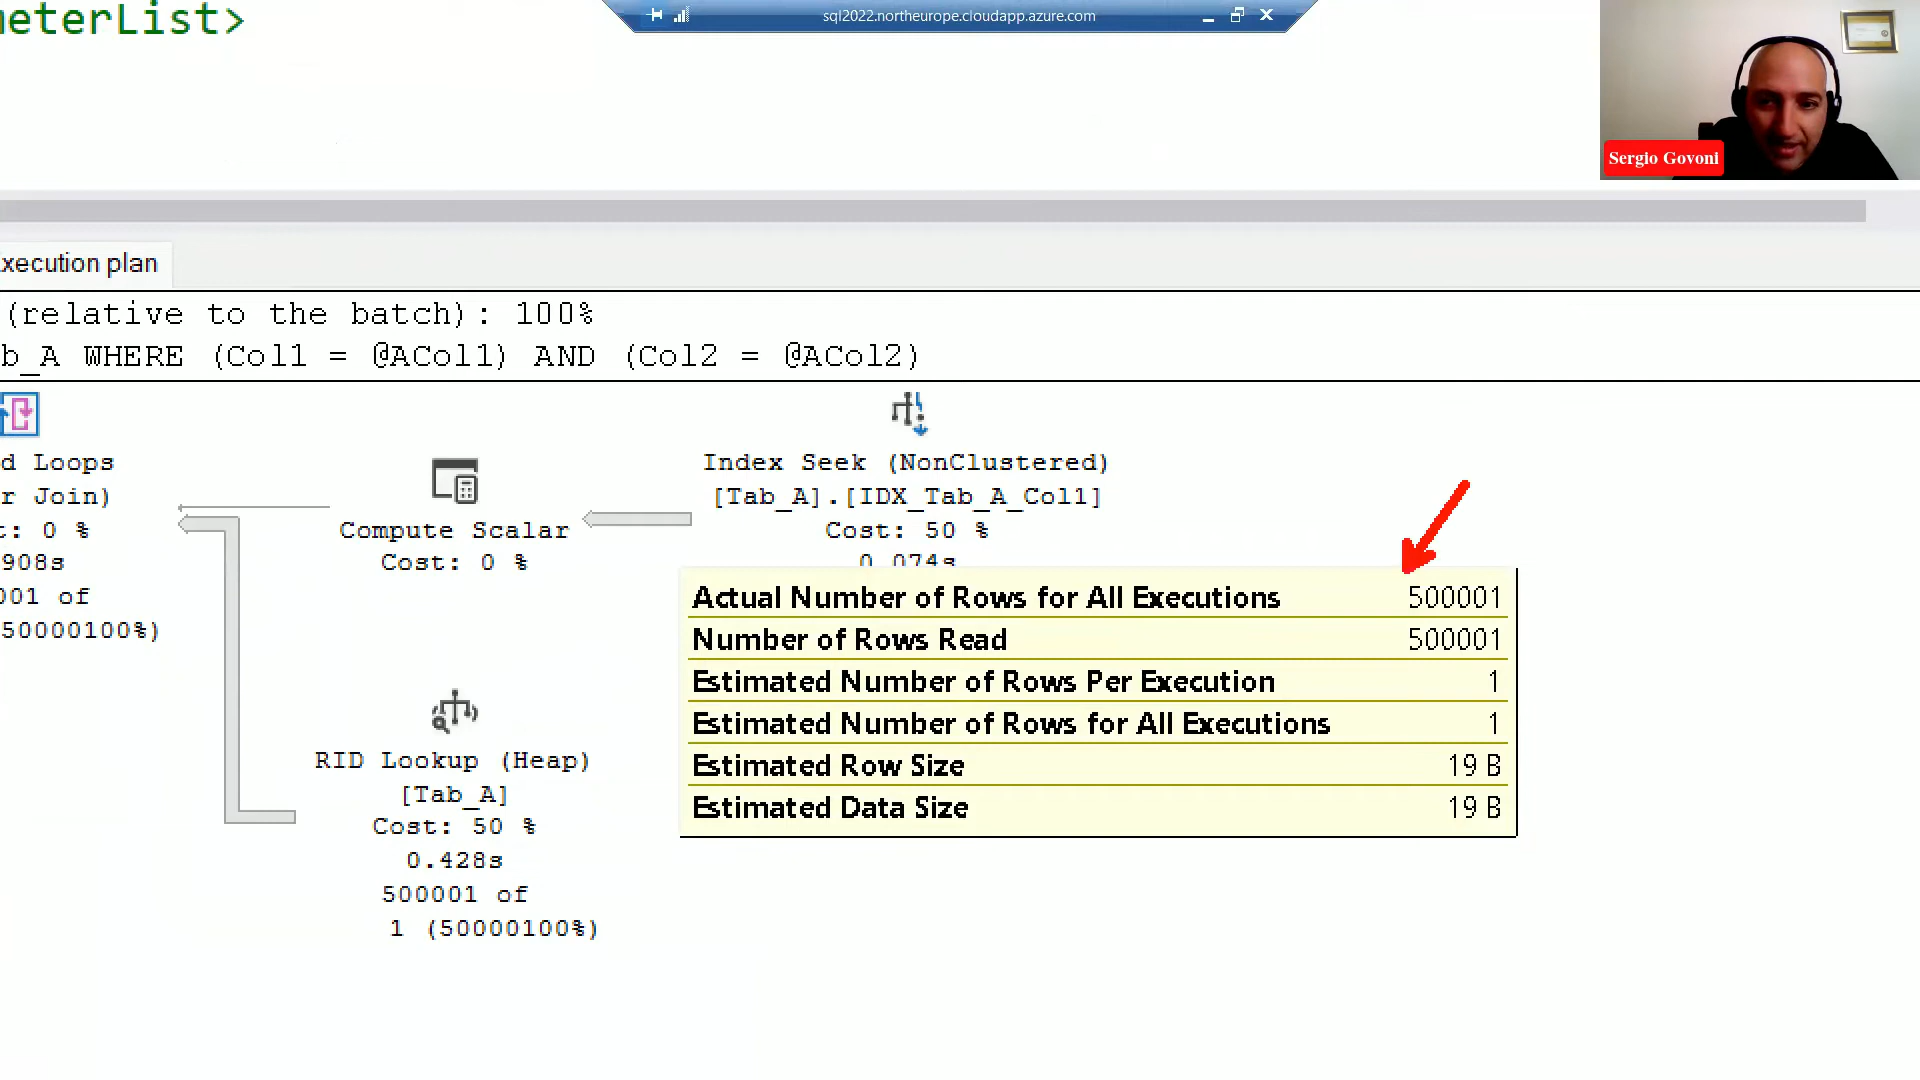 meterList>
sql2022.northeurope.cloudapp.azure.com
Sergio Govoni
xecution plan
(relative to the batch): 100%
b_A WHERE (Col1 = @ACol1) AND (Col2 = @ACol2)
d Loops
r Join)
t: 0 %
908s
001 of
50000100%)
Compute Scalar
Cost: 0 %
Index Seek (NonClustered)
[Tab_A].[IDX_Tab_A_Col1]
Cost: 50 %
0.074s
Actual Number of Rows for All Executions 500001
Number of Rows Read 500001
Estimated Number of Rows Per Execution 1
Estimated Number of Rows for All Executions 1
Estimated Row Size 19 B
Estimated Data Size 19 B
RID Lookup (Heap)
[Tab_A]
Cost: 50 %
0.428s
500001 of
1 (50000100%)